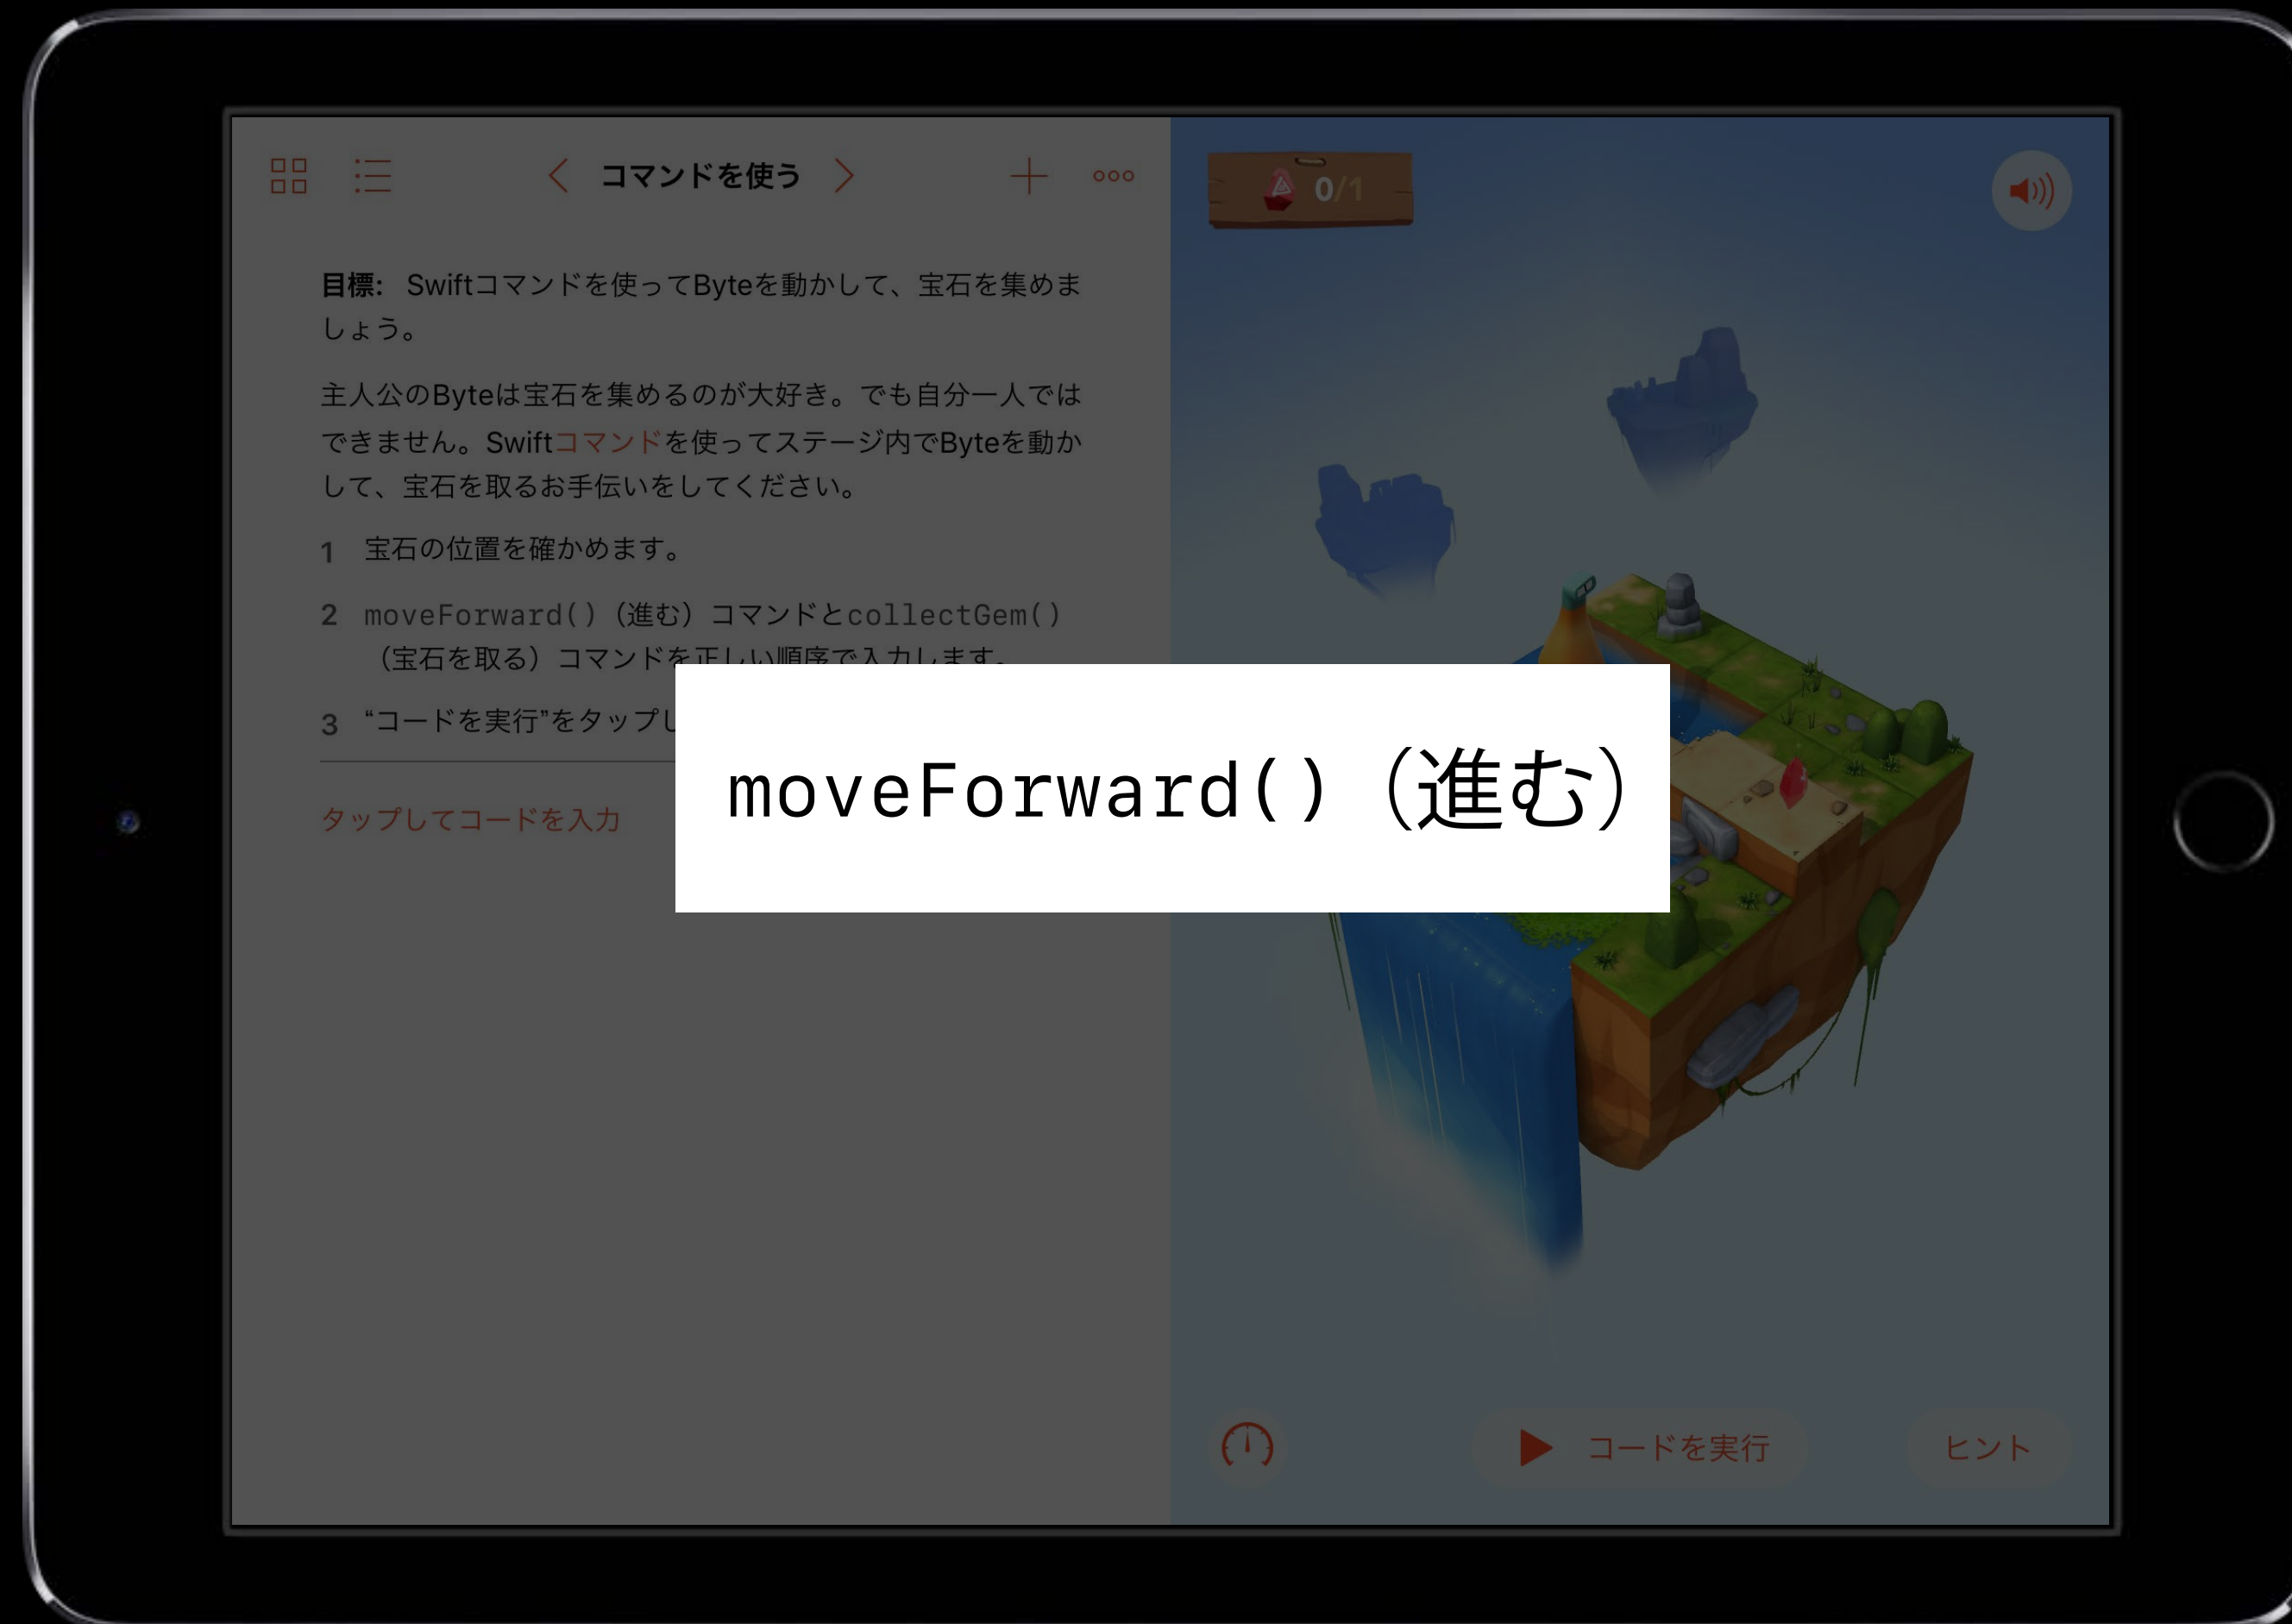 コマンドを使う
目標: Swiftコマンドを使ってByteを動かして、宝石を集めま
しょう。
主人公のByteは宝石を集めるのが大好き。でも自分一人では
できません。Swiftコマンドを使ってステージ内でByteを動か
して、宝石を取るお手伝いをしてください。
1 宝石の位置を確かめます。
2 moveForward()（進む）コマンドとcollectGem()
（宝石を取る）コマンドを正しい順序で入力します。
3 “コードを実行”をタップし
タップしてコードを入力
moveForward()（進む）
0/1
コードを実行
ヒント